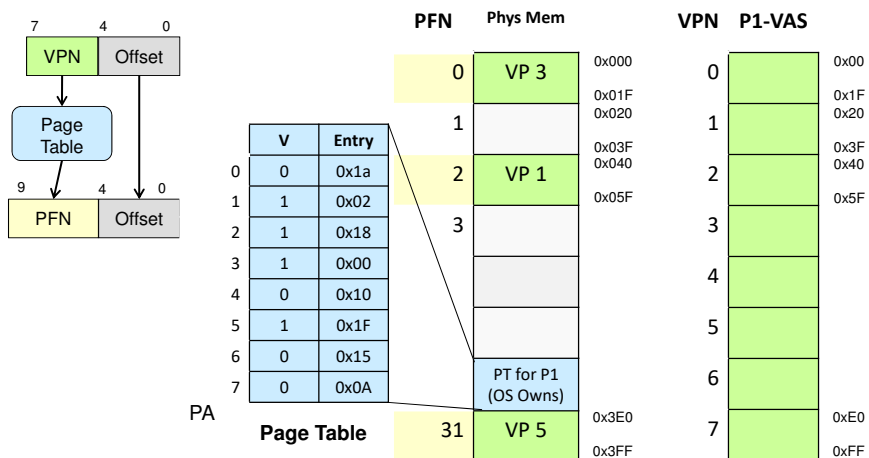 7 4 0
VPN Offset
Page
Table
9 4 0
PFN Offset
PA
V Entry
0 0 0x1a
1 1 0x02
2 1 0x18
3 1 0x00
4 0 0x10
5 1 0x1F
6 0 0x15
7 0 0x0A
Page Table
PFN Phys Mem
0 VP 3 0x000
0x01F
1 0x020
0x03F
2 VP 1 0x040
0x05F
3
PT for P1
(OS Owns)
31 VP 5 0x3E0
0x3FF
VPN P1-VAS
0 0x00
0x1F
1 0x20
0x3F
2 0x40
0x5F
3
4
5
6
7 0xE0
0xFF